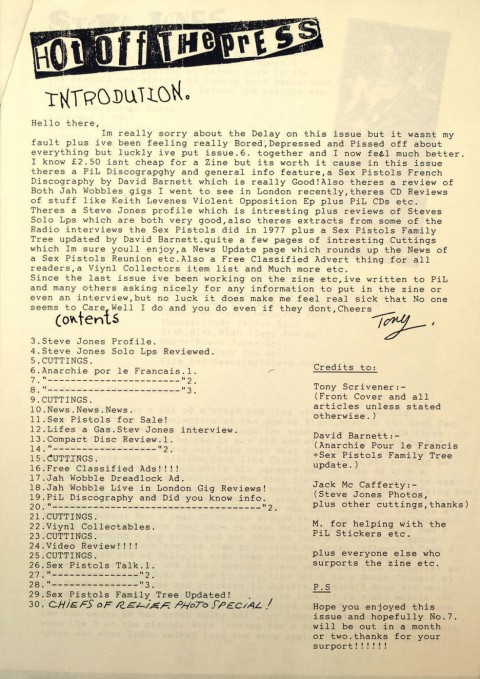 HOt Off tHe pRESS
INTRODUTION.
Hello there,
Im really sorry about the Delay on this issue but it wasnt my
fault plus ive been feeling really Bored,Depressed and Pissed off about
everything but luckly ive put issue.6. together and I now feel much better.
I know £2.50 isnt cheap for a Zine but its worth it cause in this issue
theres a PiL Discograpghy and general info feature,a Sex Pistols French
Discography by David Barnett which is really Good!Also theres a review of
Both Jah Wobbles gigs I went to see in London recently,theres CD Reviews
of stuff like Keith Levenes Violent Opposition Ep plus PiL CDs etc.
Theres a Steve Jones profile which is intresting plus reviews of Steves
Solo Lps which are both very good,also theres extracts from some of the
Radio interviews the Sex Pistols did in 1977 plus a Sex Pistols Family
Tree updated by David Barnett.quite a few pages of intresting Cuttings
which Im sure youll enjoy,a News Update page which rounds up the News of
a Sex Pistols Reunion etc.Also a Free Classified Advert thing for all
readers,a Viynl Collectors item list and Much more etc.
Since the last issue ive been working on the zine etc,ive written to PiL
and many others asking nicely for any information to put in the zine or
even an interview,but no luck it does make me feel real sick that No one
seems to Care,Well I do and you do even if they dont,Cheers
Tony.
contents
3.Steve Jones Profile.
4.Steve Jones Solo Lps Reviewed.
5.CUTTINGS.
6.Anarchie por le Francais.1.
7."-----------------------"2.
8."-----------------------"3.
9.CUTTINGS.
10.News.News.News.
11.Sex Pistols for Sale!
12.Lifes a Gas.Stev Jones interview.
13.Compact Disc Review.1.
14."------------------"2.
15.CUTTINGS.
16.Free Classified Ads!!!!
17.Jah Wobble Dreadlock Ad.
18.Jah Wobble Live in London Gig Reviews!
19.PiL Discography and Did you know info.
20."------------------------------------"2.
21.CUTTINGS.
22.Viynl Collectables.
23.CUTTINGS.
24.Video Review!!!!
25.CUTTINGS.
26.Sex Pistols Talk.1.
27."---------------"2.
28."---------------"3.
29.Sex Pistols Family Tree Updated!
30. CHIEFS OF RELIEF PHOTO SPECIAL!
Credits to:
Tony Scrivener:-
(Front Cover and all
articles unless stated
otherwise.)
David Barnett:-
(Anarchie Pour le Francis
+Sex Pistols Family Tree
update.)
Jack Mc Cafferty:-
(Steve Jones Photos,
plus other cuttings,thanks)
M. for helping with the
PiL Stickers etc.
plus everyone else who
surports the zine etc.
P.S
Hope you enjoyed this
issue and hopefully No.7.
will be out in a month
or two.thanks for your
surport!!!!!!